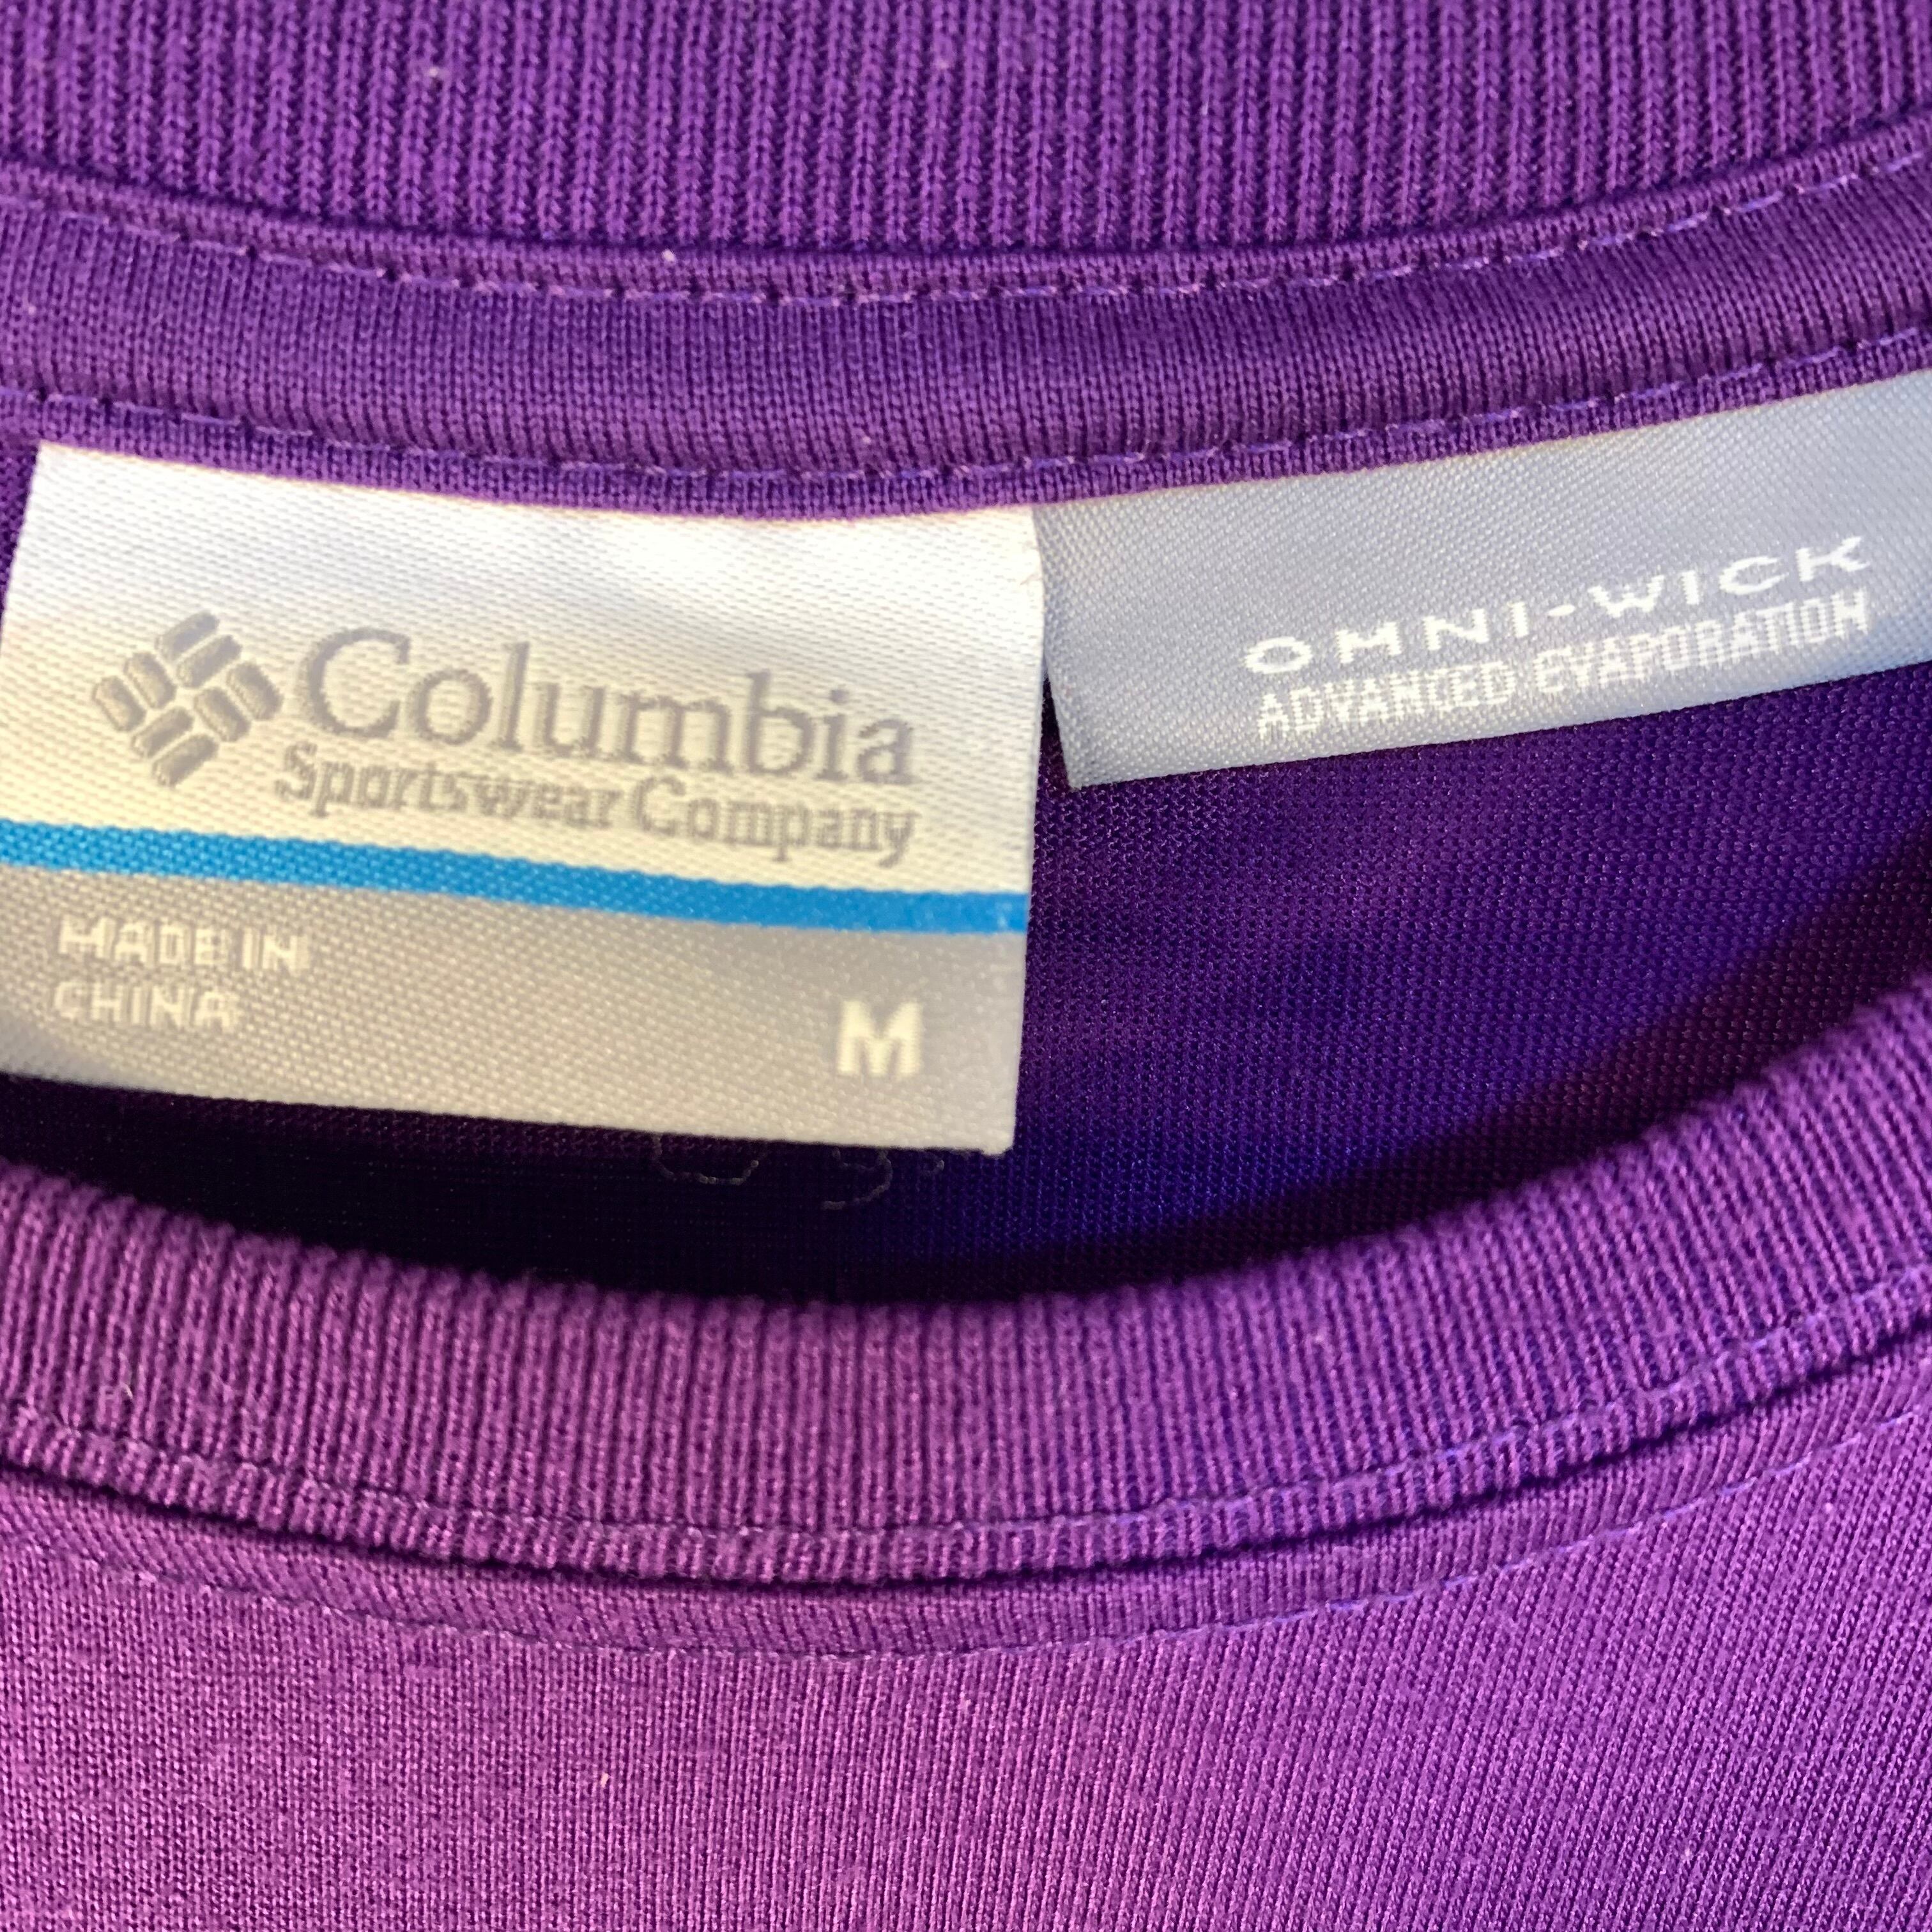 Columbia
Sportswear Company
MADE IN
CHINA
M
OMNI-WICK
ADVANCED EVAPORATION